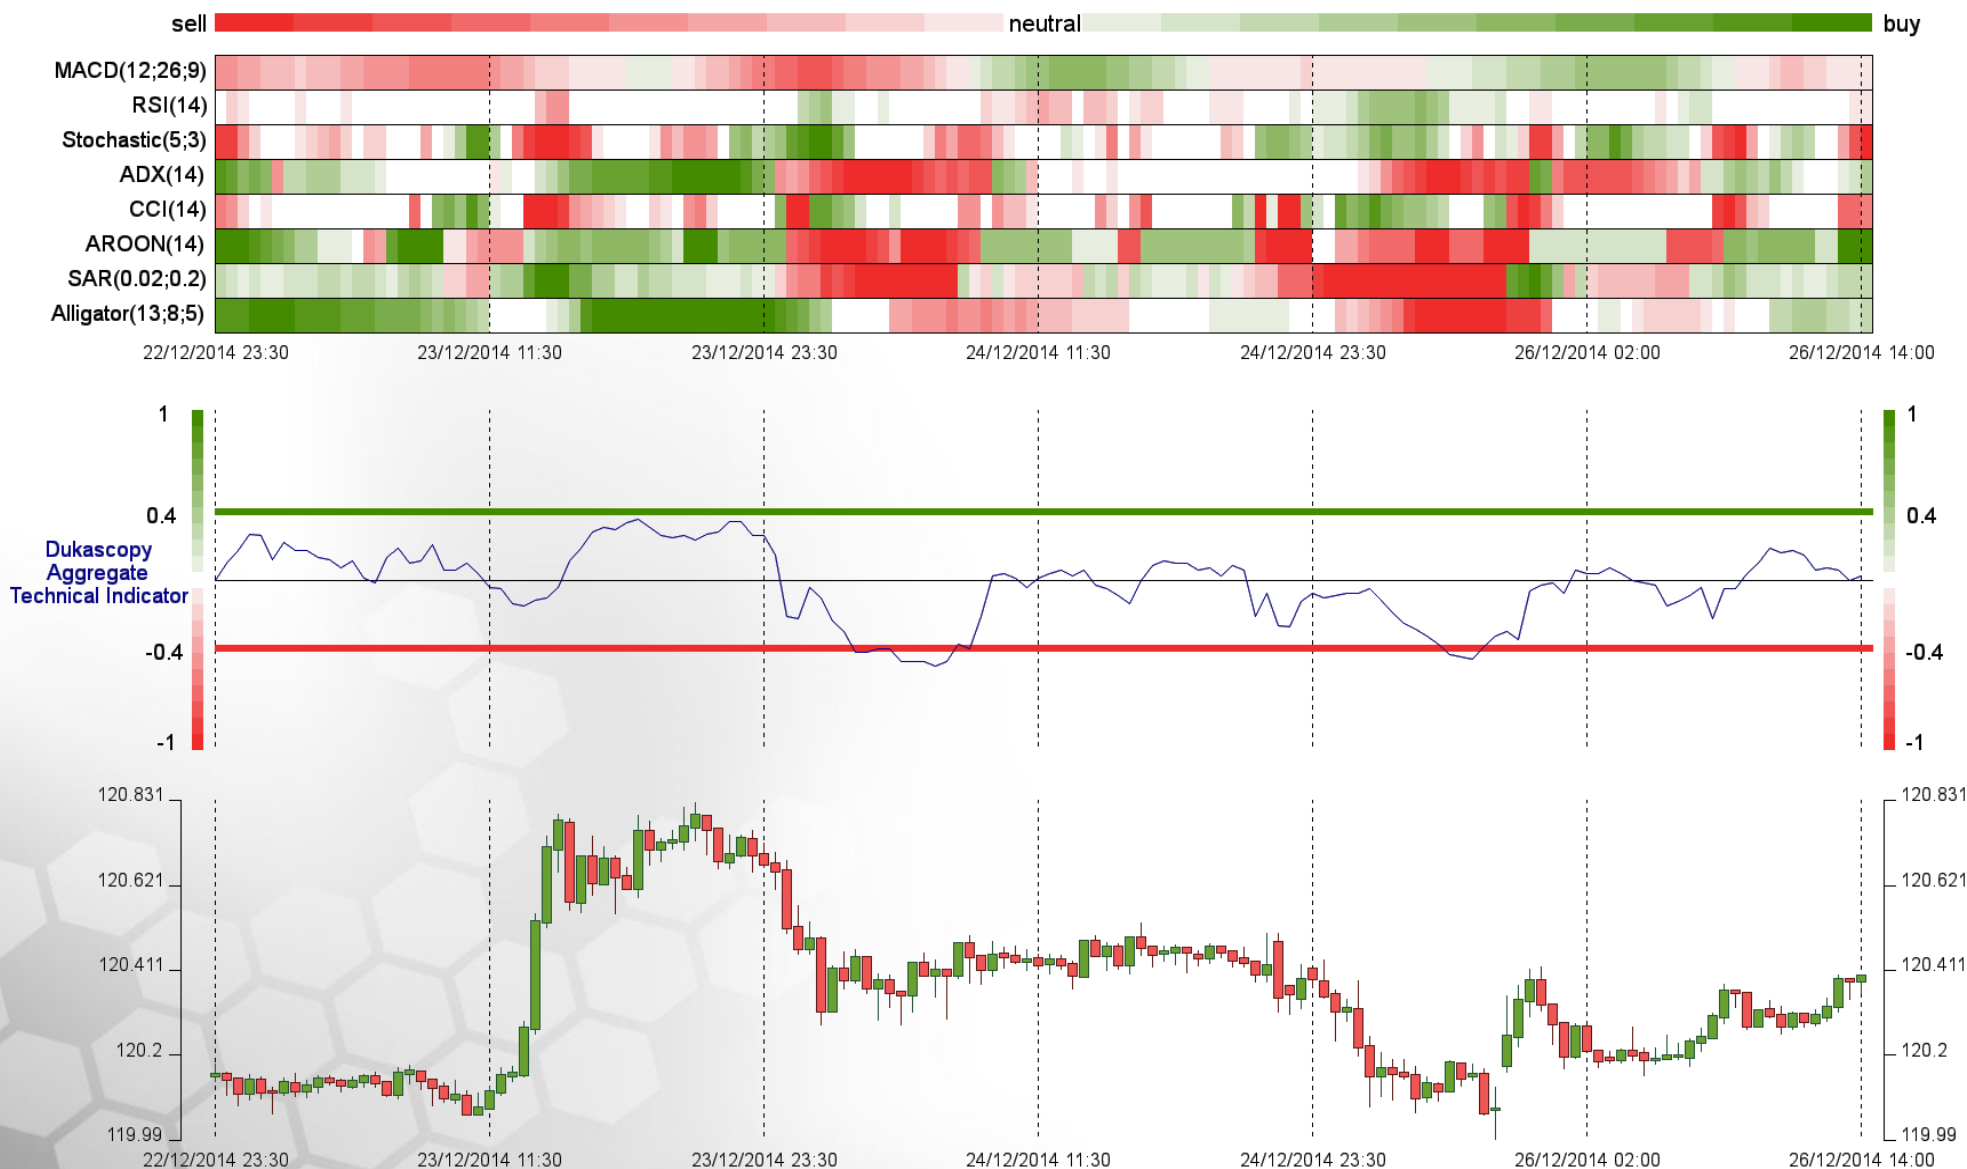 sell neutral buy
MACD(12;26;9)
RSI(14)
Stochastic(5;3)
ADX(14)
CCI(14)
AROON(14)
SAR(0.02;0.2)
Alligator(13;8;5)
22/12/2014 23:30 23/12/2014 11:30 23/12/2014 23:30 24/12/2014 11:30 24/12/2014 23:30 26/12/2014 02:00 26/12/2014 14:00
1 1
0.4 0.4
Dukascopy
Aggregate
Technical Indicator
-0.4 -0.4
-1 -1
120.831 120.831
120.621 120.621
120.411 120.411
120.2 120.2
119.99 119.99
22/12/2014 23:30 23/12/2014 11:30 23/12/2014 23:30 24/12/2014 11:30 24/12/2014 23:30 26/12/2014 02:00 26/12/2014 14:00